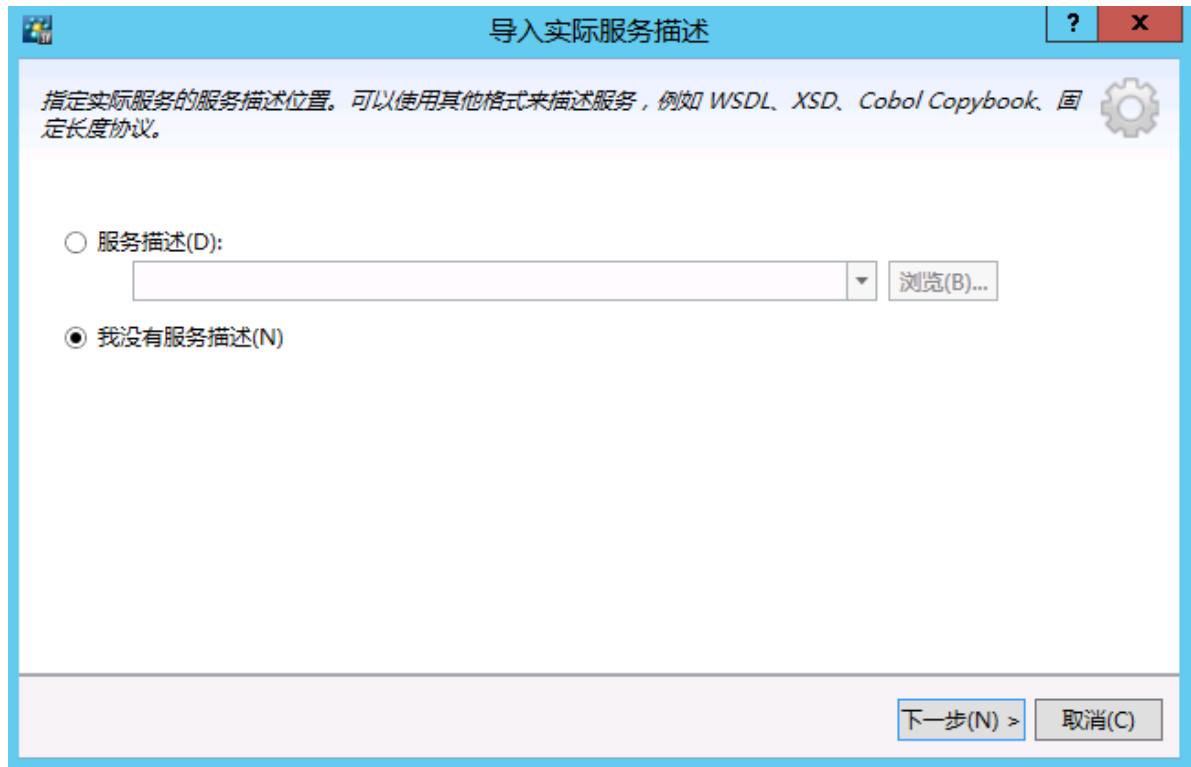 导入实际服务描述
? x
指定实际服务的服务描述位置。可以使用其他格式来描述服务，例如 WSDL、XSD、Cobol Copybook、固
定长度协议。
服务描述(D):
浏览(B)...
我没有服务描述(N)
下一步(N) > 取消(C)